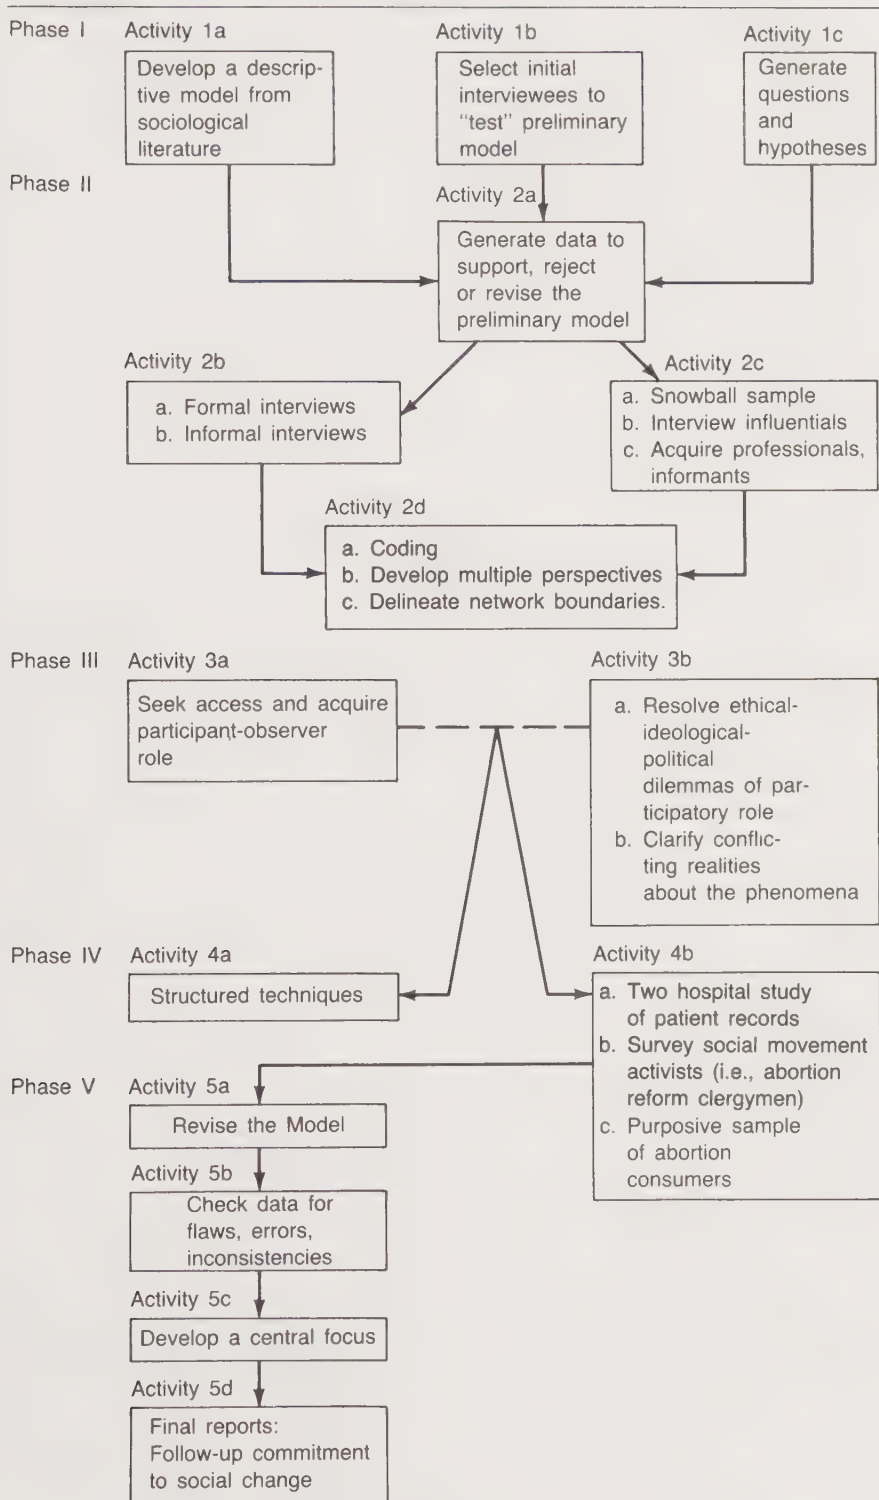 Phase I
Activity 1a
Develop a descrip-
tive model from
sociological
literature
Activity 1b
Select initial
interviewees to
“test” preliminary
model
Activity 1c
Generate
questions
and
hypotheses
Phase II
Activity 2a
Generate data to
support, reject
or revise the
preliminary model
Activity 2b
a. Formal interviews
b. Informal interviews
Activity 2c
a. Snowball sample
b. Interview influentials
c. Acquire professionals,
informants
Activity 2d
a. Coding
b. Develop multiple perspectives
c. Delineate network boundaries.
Phase III
Activity 3a
Seek access and acquire
participant-observer
role
Activity 3b
a. Resolve ethical-
ideological-
political
dilemmas of par-
ticipatory role
b. Clarify conflic-
ting realities
about the phenomena
Phase IV
Activity 4a
Structured techniques
Activity 4b
a. Two hospital study
of patient records
b. Survey social movement
activists (i.e., abortion
reform clergymen)
c. Purposive sample
of abortion
consumers
Phase V
Activity 5a
Revise the Model
Activity 5b
Check data for
flaws, errors,
inconsistencies
Activity 5c
Develop a central focus
Activity 5d
Final reports:
Follow-up commitment
to social change